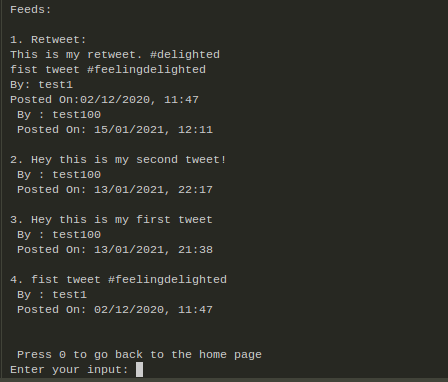 Feeds:
1. Retweet:
This is my retweet. #delighted
fist tweet #feelingdelighted
By: test1
Posted On:02/12/2020, 11:47
By : test100
Posted On: 15/01/2021, 12:11
2. Hey this is my second tweet!
By : test100
Posted On: 13/01/2021, 22:17
3. Hey this is my first tweet
By : test100
Posted On: 13/01/2021, 21:38
4. fist tweet #feelingdelighted
By : test1
Posted On: 02/12/2020, 11:47
Press 0 to go back to the home page
Enter your input: